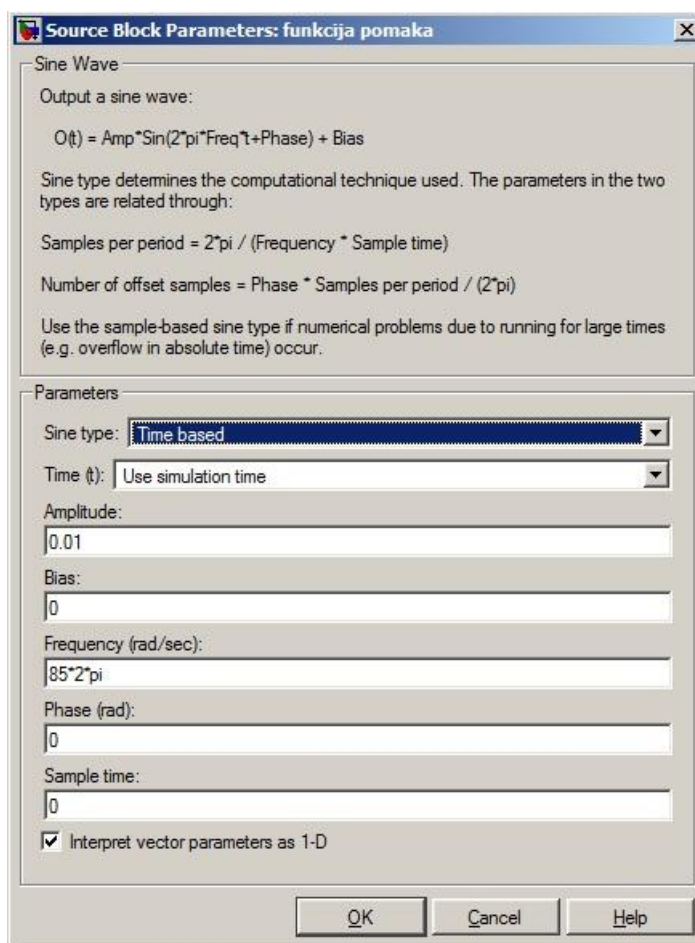 Source Block Parameters: funkcija pomaka
Sine Wave
Output a sine wave:
O(t) = Amp*Sin(2*pi*Freq*t+Phase) + Bias
Sine type determines the computational technique used. The parameters in the two
types are related through:
Samples per period = 2*pi / (Frequency * Sample time)
Number of offset samples = Phase * Samples per period / (2*pi)
Use the sample-based sine type if numerical problems due to running for large times
(e.g. overflow in absolute time) occur.
Parameters
Sine type: Time based
Time (t): Use simulation time
Amplitude:
0.01
Bias:
0
Frequency (rad/sec):
85*2*pi
Phase (rad):
0
Sample time:
0
Interpret vector parameters as 1-D
OK Cancel Help